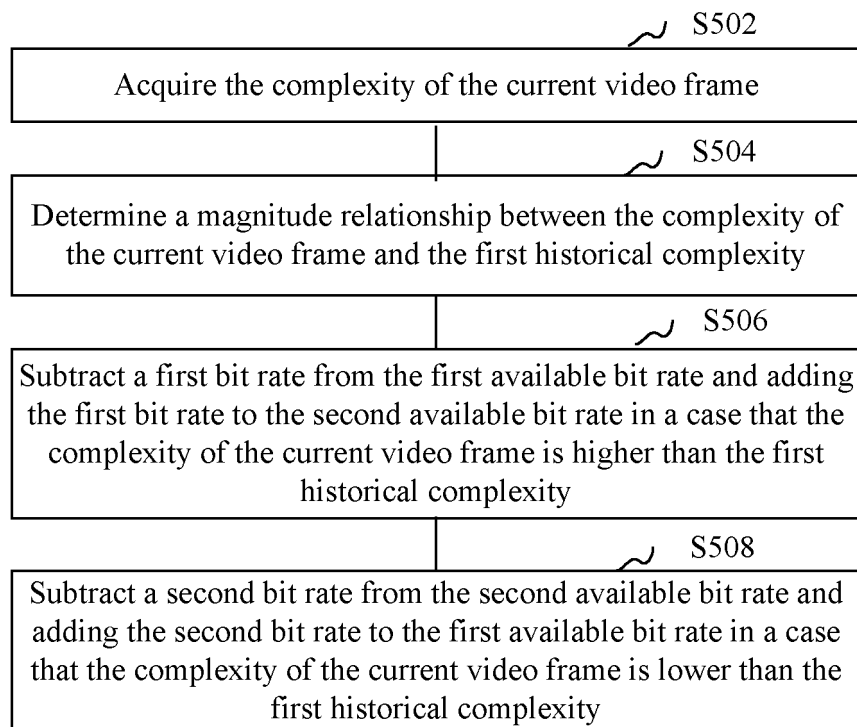 S502
Acquire the complexity of the current video frame
S504
Determine a magnitude relationship between the complexity of
the current video frame and the first historical complexity
S506
Subtract a first bit rate from the first available bit rate and adding
the first bit rate to the second available bit rate in a case that the
complexity of the current video frame is higher than the first
historical complexity
S508
Subtract a second bit rate from the second available bit rate and
adding the second bit rate to the first available bit rate in a case
that the complexity of the current video frame is lower than the
first historical complexity